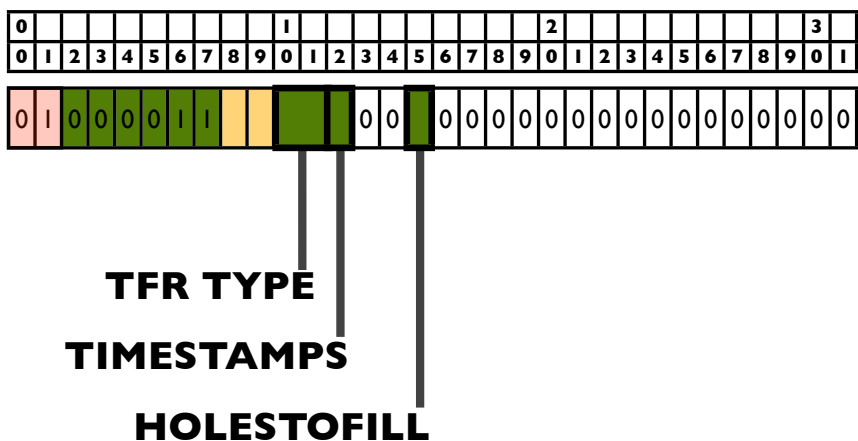 0 1 2 3
0 1 2 3 4 5 6 7 8 9 0 1 2 3 4 5 6 7 8 9 0 1 2 3 4 5 6 7 8 9 0 1
0 1 0 0 0 0 1 1 0 0 0 0 0 0 0 0 0 0 0 0 0 0 0 0 0 0
TFR TYPE
TIMESTAMPS
HOLESTOFILL